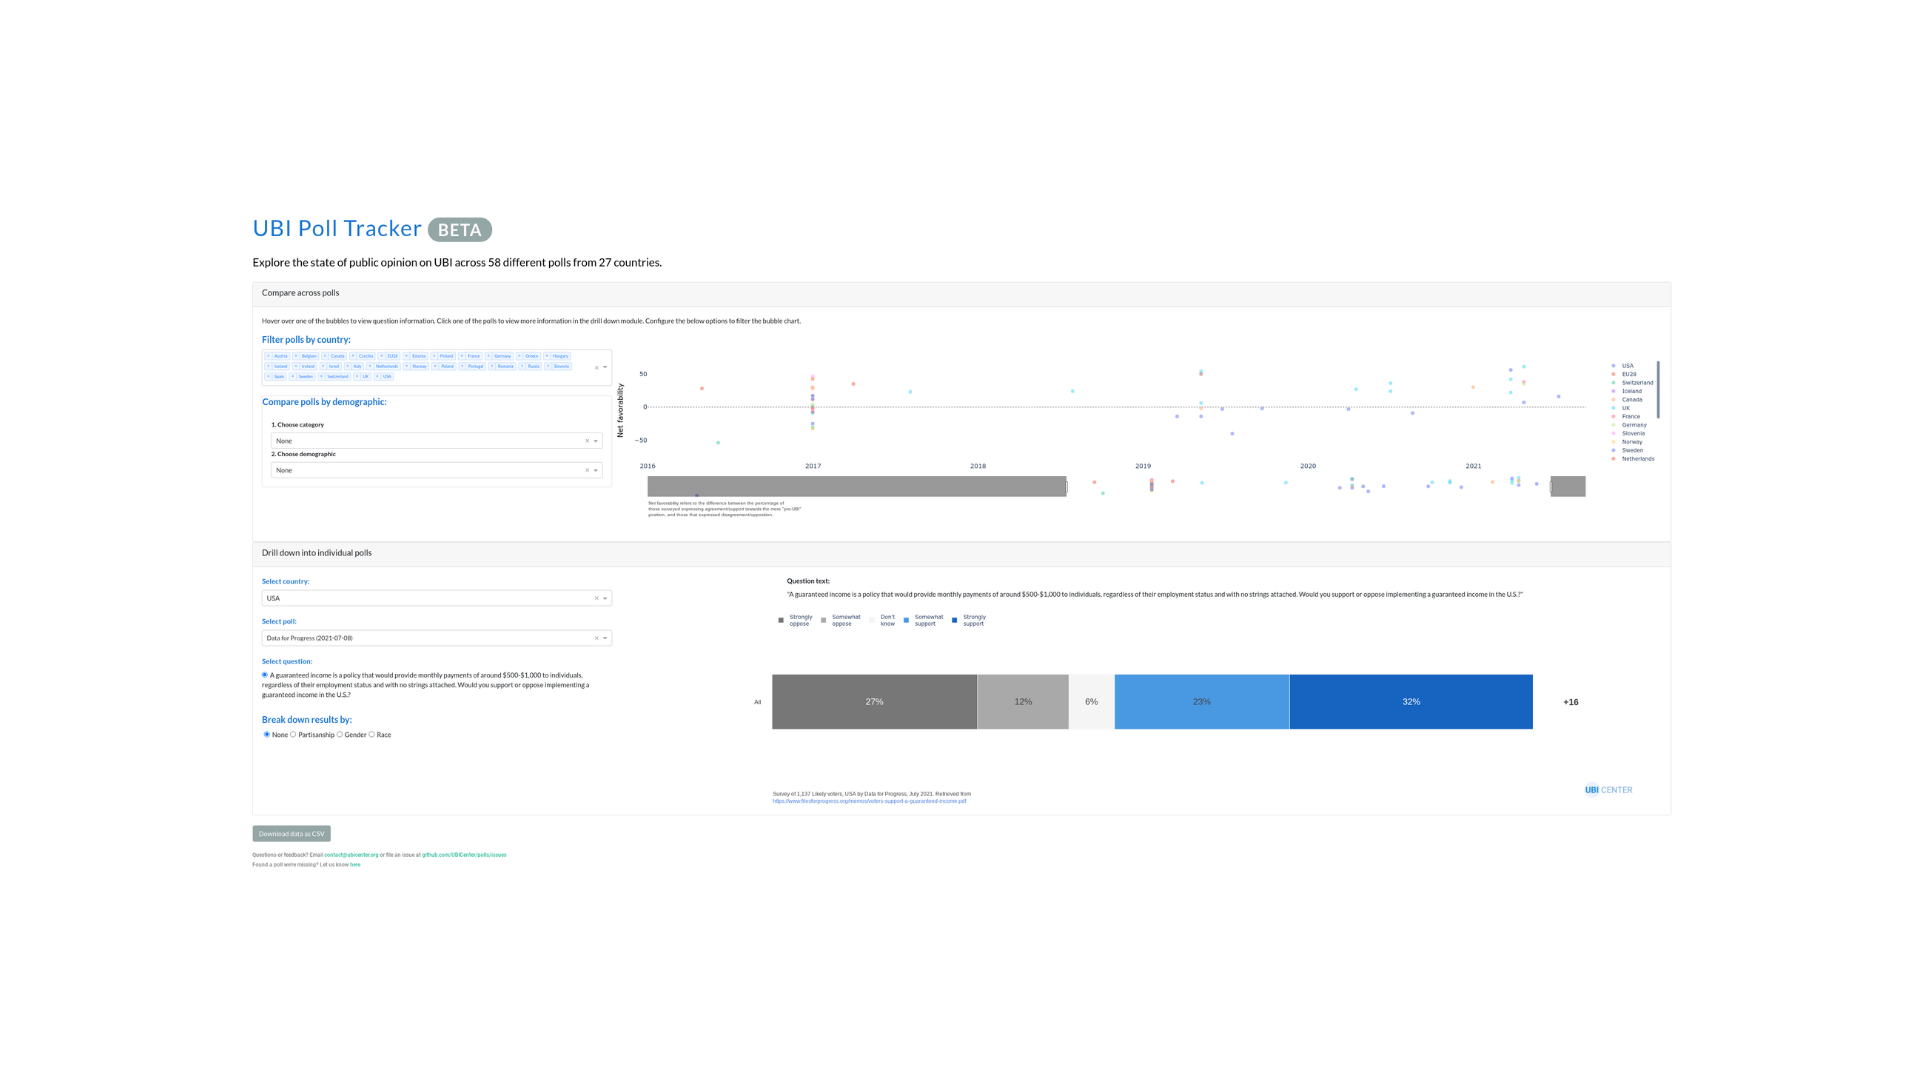 UBI Poll Tracker BETA
Explore the state of public opinion on UBI across 58 different polls from 27 countries.
Compare across polls
Hover over one of the bubbles to view question information. Click one of the polls to view more information in the drill down module. Configure the below options to filter the bubble chart.
Filter polls by country:
× Austria × Belgium × Canada × Czechia × EU28 × Estonia × Finland × France × Germany × Greece × Hungary
× Iceland × Ireland × Israel × Italy × Netherlands × Norway × Poland × Portugal × Romania × Russia × Slovenia
× Spain × Sweden × Switzerland × UK × USA
Compare polls by demographic:
1. Choose category
None
2. Choose demographic
None
Net favorability
50
0
−50
2016 2017 2018 2019 2020 2021
USA
EU28
Switzerland
Iceland
Canada
UK
France
Germany
Slovenia
Norway
Sweden
Netherlands
Net favorability refers to the difference between the percentage of
those surveyed expressing agreement/support towards the most "pro-UBI"
position, and those that expressed disagreement/opposition.
Drill down into individual polls
Select country:
USA
Select poll:
Data for Progress (2021-07-08)
Select question:
A guaranteed income is a policy that would provide monthly payments of around $500-$1,000 to individuals,
regardless of their employment status and with no strings attached. Would you support or oppose implementing a
guaranteed income in the U.S.?
Break down results by:
None Partisanship Gender Race
Question text:
"A guaranteed income is a policy that would provide monthly payments of around $500-$1,000 to individuals, regardless of their employment status and with no strings attached. Would you support or oppose implementing a guaranteed income in the U.S.?"
Strongly oppose
Somewhat oppose
Don't know
Somewhat support
Strongly support
All 27% 12% 6% 23% 32% +16
Survey of 1,137 Likely voters, USA by Data for Progress, July 2021. Retrieved from
https://www.filesforprogress.org/memos/voters-support-a-guaranteed-income.pdf
UBI CENTER
Download data as CSV
Questions or feedback? Email contact@ubicenter.org or file an issue at github.com/UBICenter/polls/issues
Found a poll we're missing? Let us know here.